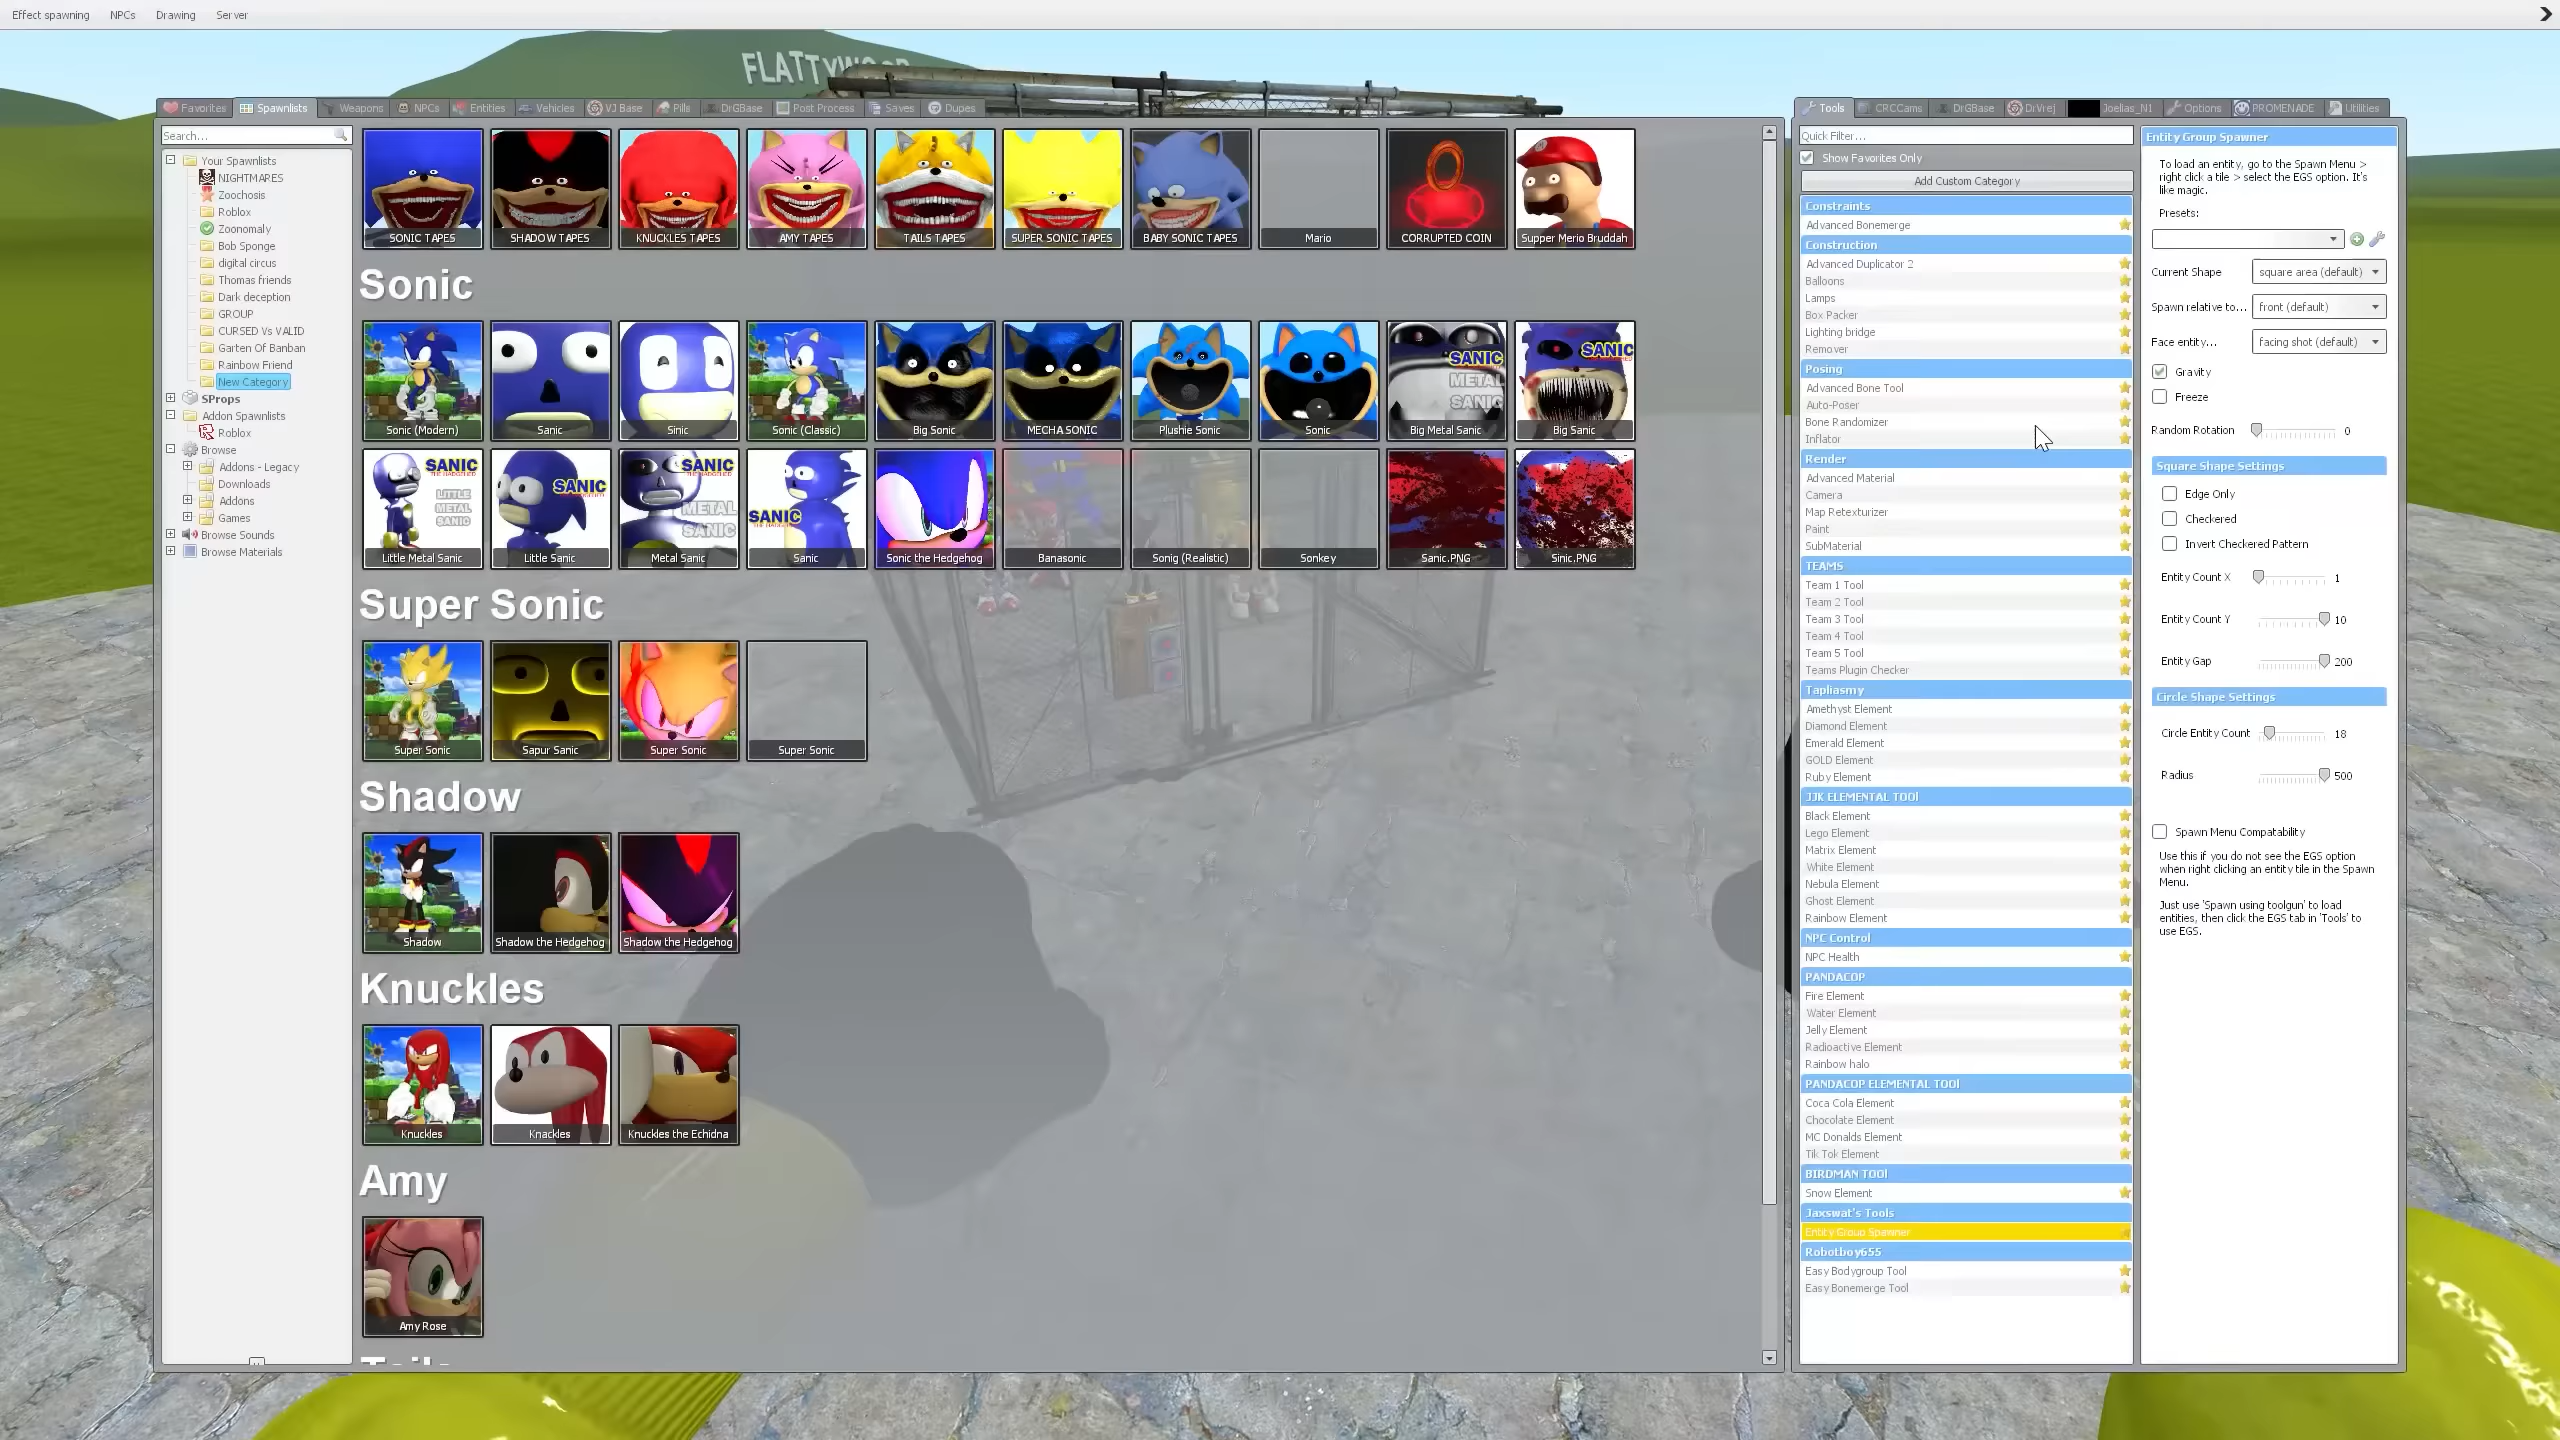 Effect spawning NPCs Drawing Server
FLATTYWOOD
Favorites Spawnlists Weapons NPCs Entities Vehicles VJ Base Pills DrGBase Post Process Saves Dupes
Search...
Your Spawnlists
NIGHTMARES
Zoochosis
Roblox
Zoonomaly
Bob Sponge
digital circus
Thomas friends
Dark deception
GROUP
CURSED Vs VALID
Garten Of Banban
Rainbow Friend
New Category
SProps
Addon Spawnlists
Roblox
Browse
Addons - Legacy
Downloads
Addons
Games
Browse Sounds
Browse Materials
SONIC TAPES SHADOW TAPES KNUCKLES TAPES AMY TAPES TAILS TAPES SUPER SONIC TAPES BABY SONIC TAPES Mario CORRUPTED COIN Supper Merio Bruddah
Sonic
SANIC
METAL
SANIC
SANIC
Sonic (Modern) Sanic Sinic Sonic (Classic) Big Sonic MECHA SONIC Plushie Sonic Sonic Big Metal Sanic Big Sanic
SANIC
LITTLE
METAL
SANIC
SANIC
SANIC
METAL
SANIC
SANIC
Little Metal Sanic Little Sanic Metal Sanic Sanic Sonic the Hedgehog Banasonic Sonig (Realistic) Sonkey Sanic.PNG Sinic.PNG
Super Sonic
Super Sonic Sapur Sanic Super Sonic Super Sonic
Shadow
Shadow Shadow the Hedgehog Shadow the Hedgehog
Knuckles
Knuckles Knackles Knuckles the Echidna
Amy
Amy Rose
Tails
Tools CRCCams DrGBase DrVrej Joelias_N1 Options PROMENADE Utilities
Quick Filter...
Show Favorites Only
Add Custom Category
Constraints
Advanced Bonemerge
Construction
Advanced Duplicator 2
Balloons
Lamps
Box Packer
Lighting bridge
Remover
Posing
Advanced Bone Tool
Auto-Poser
Bone Randomizer
Inflator
Render
Advanced Material
Camera
Map Retexturizer
Paint
SubMaterial
TEAMS
Team 1 Tool
Team 2 Tool
Team 3 Tool
Team 4 Tool
Team 5 Tool
Teams Plugin Checker
Tapliasmy
Amethyst Element
Diamond Element
Emerald Element
GOLD Element
Ruby Element
JJK ELEMENTAL TOOl
Black Element
Lego Element
Matrix Element
White Element
Nebula Element
Ghost Element
Rainbow Element
NPC Control
NPC Health
PANDACOP
Fire Element
Water Element
Jelly Element
Radioactive Element
Rainbow halo
PANDACOP ELEMENTAL TOOl
Coca Cola Element
Chocolate Element
MC Donalds Element
Tik Tok Element
BIRDMAN TOOl
Snow Element
Jaxswat's Tools
Entity Group Spawner
Robotboy655
Easy Bodygroup Tool
Easy Bonemerge Tool
Entity Group Spawner
To load an entity, go to the Spawn Menu >
right click a tile > select the EGS option. It's
like magic.
Presets:
Current Shape square area (default)
Spawn relative to... front (default)
Face entity... facing shot (default)
Gravity
Freeze
Random Rotation 0
Square Shape Settings
Edge Only
Checkered
Invert Checkered Pattern
Entity Count X 1
Entity Count Y 10
Entity Gap 200
Circle Shape Settings
Circle Entity Count 18
Radius 500
Spawn Menu Compatability
Use this if you do not see the EGS option
when right clicking an entity tile in the Spawn
Menu.
Just use 'Spawn using toolgun' to load
entities, then click the EGS tab in 'Tools' to
use EGS.